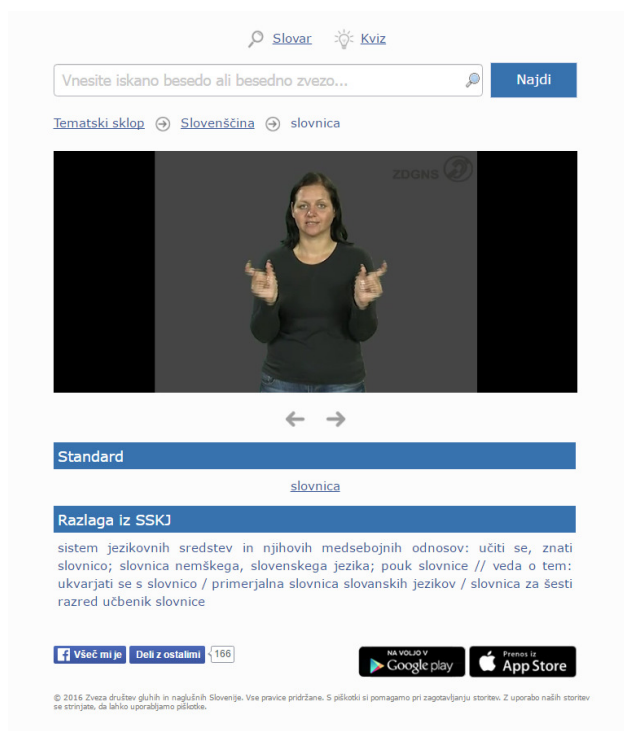 Slovar Kviz
Vnesite iskano besedo ali besedno zvezo... Najdi
Tematski sklop Slovenščina slovnica
ZDGNS
Standard
slovnica
Razlaga iz SSKJ
sistem jezikovnih sredstev in njihovih medsebojnih odnosov: učiti se, znati
slovnico; slovnica nemškega, slovenskega jezika; pouk slovnice // veda o tem:
ukvarjati se s slovnico / primerjalna slovnica slovanskih jezikov / slovnica za šesti
razred učbenik slovnice
Všeč mi je Deli z ostalimi 166
NA VOLJO V
Google play
Prenos iz
App Store
© 2016 Zveza društev gluhih in naglušnih Slovenije. Vse pravice pridržane. S piškotki si pomagamo pri zagotavljanju storitev. Z uporabo naših storitev
se strinjate, da lahko uporabljamo piškotke.